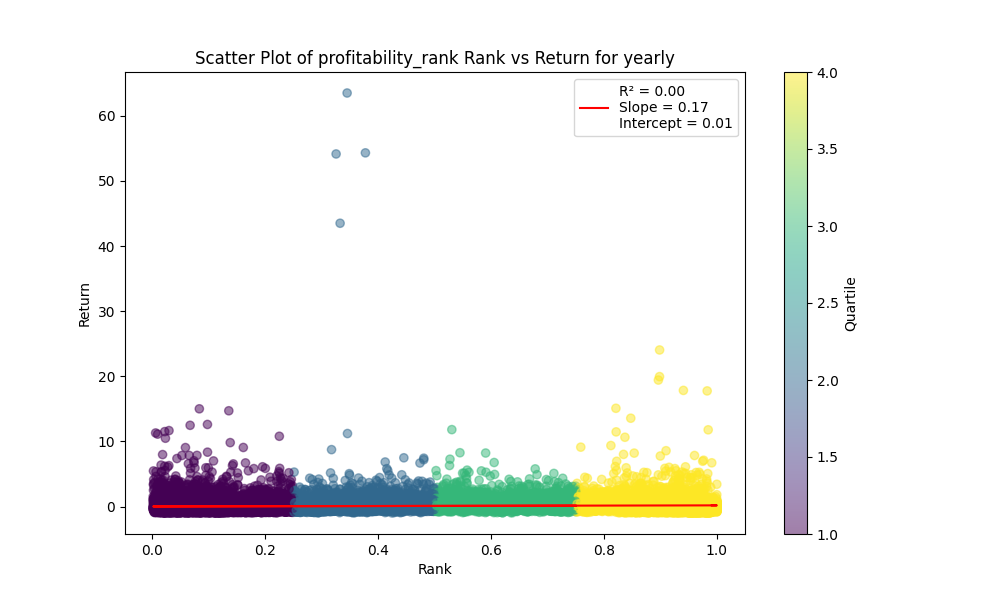 Scatter Plot of profitability_rank Rank vs Return for yearly
R² = 0.00
Slope = 0.17
Intercept = 0.01
Return
60
50
40
30
20
10
0
0.0 0.2 0.4 0.6 0.8 1.0
Rank
4.0
3.5
3.0
2.5
2.0
1.5
1.0
Quartile